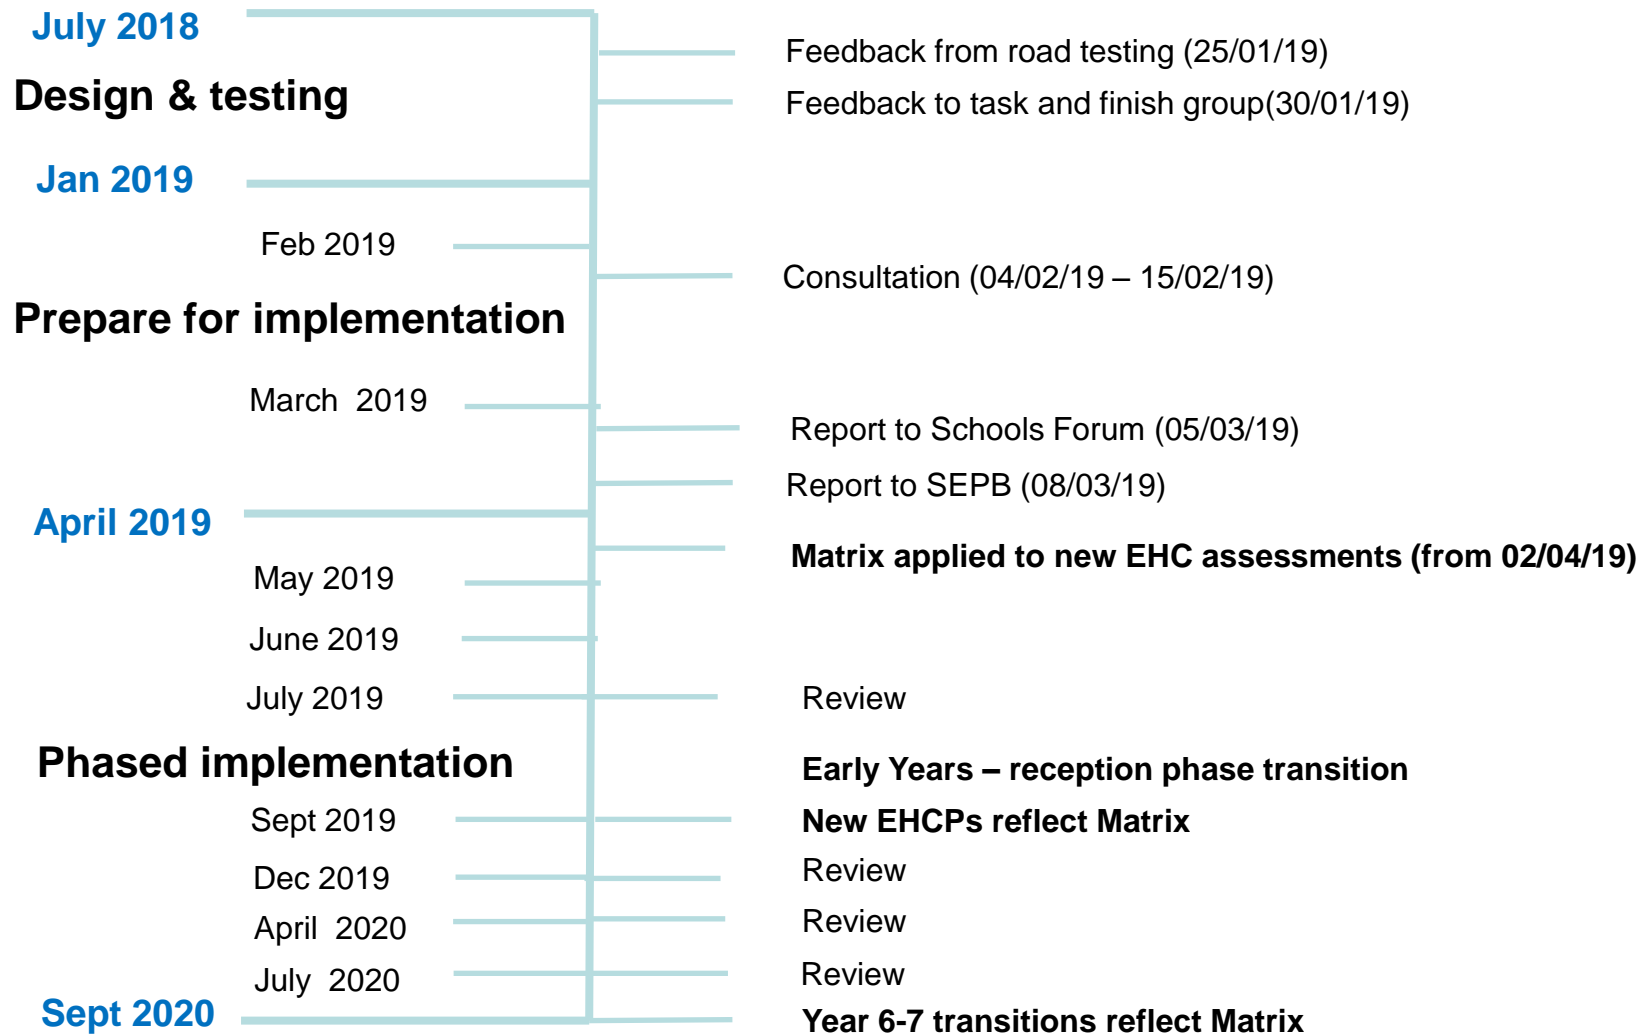 July 2018
Feedback from road testing (25/01/19)
Design & testing
Feedback to task and finish group(30/01/19)
Jan 2019
Feb 2019
Consultation (04/02/19 – 15/02/19)
Prepare for implementation
March  2019
Report to Schools Forum (05/03/19)
Report to SEPB (08/03/19)
April 2019
Matrix applied to new EHC assessments (from 02/04/19)
May 2019
June 2019
July 2019
Review
Phased implementation
Early Years – reception phase transition
Sept 2019
New EHCPs reflect Matrix
Dec 2019
Review
April  2020
Review
July  2020
Review
Sept 2020
Year 6-7 transitions reflect Matrix